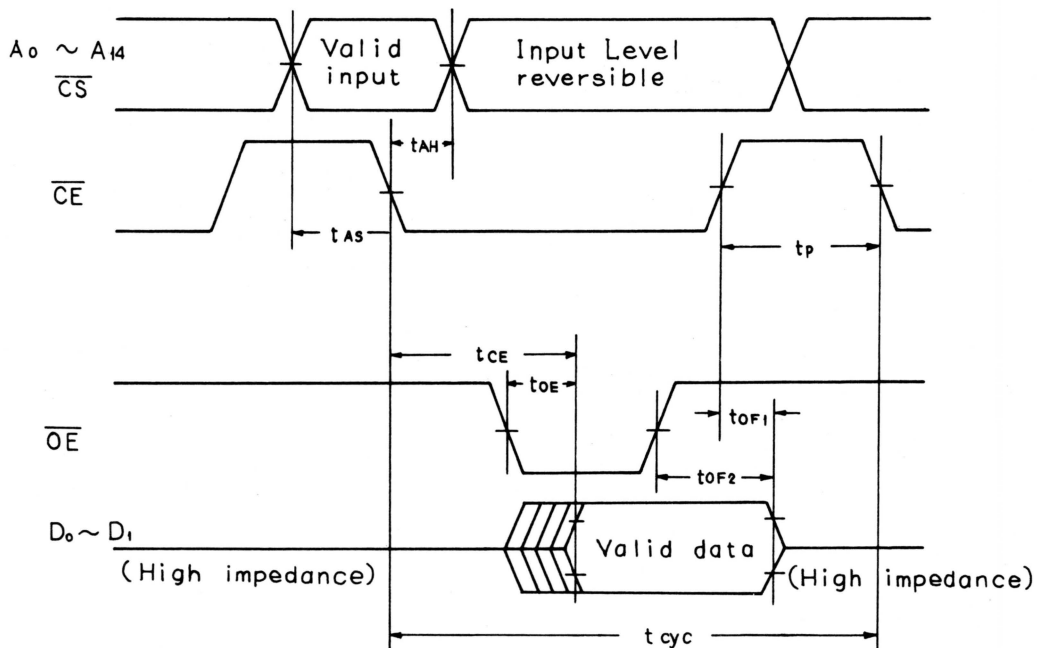 A0 ~ A14
CS
Valid
input
Input Level
reversible
tAH
CE
tAS
tP
tCE
tOE
tOF1
OE
tOF2
D0 ~ D1
Valid data
(High impedance)
(High impedance)
tcyc